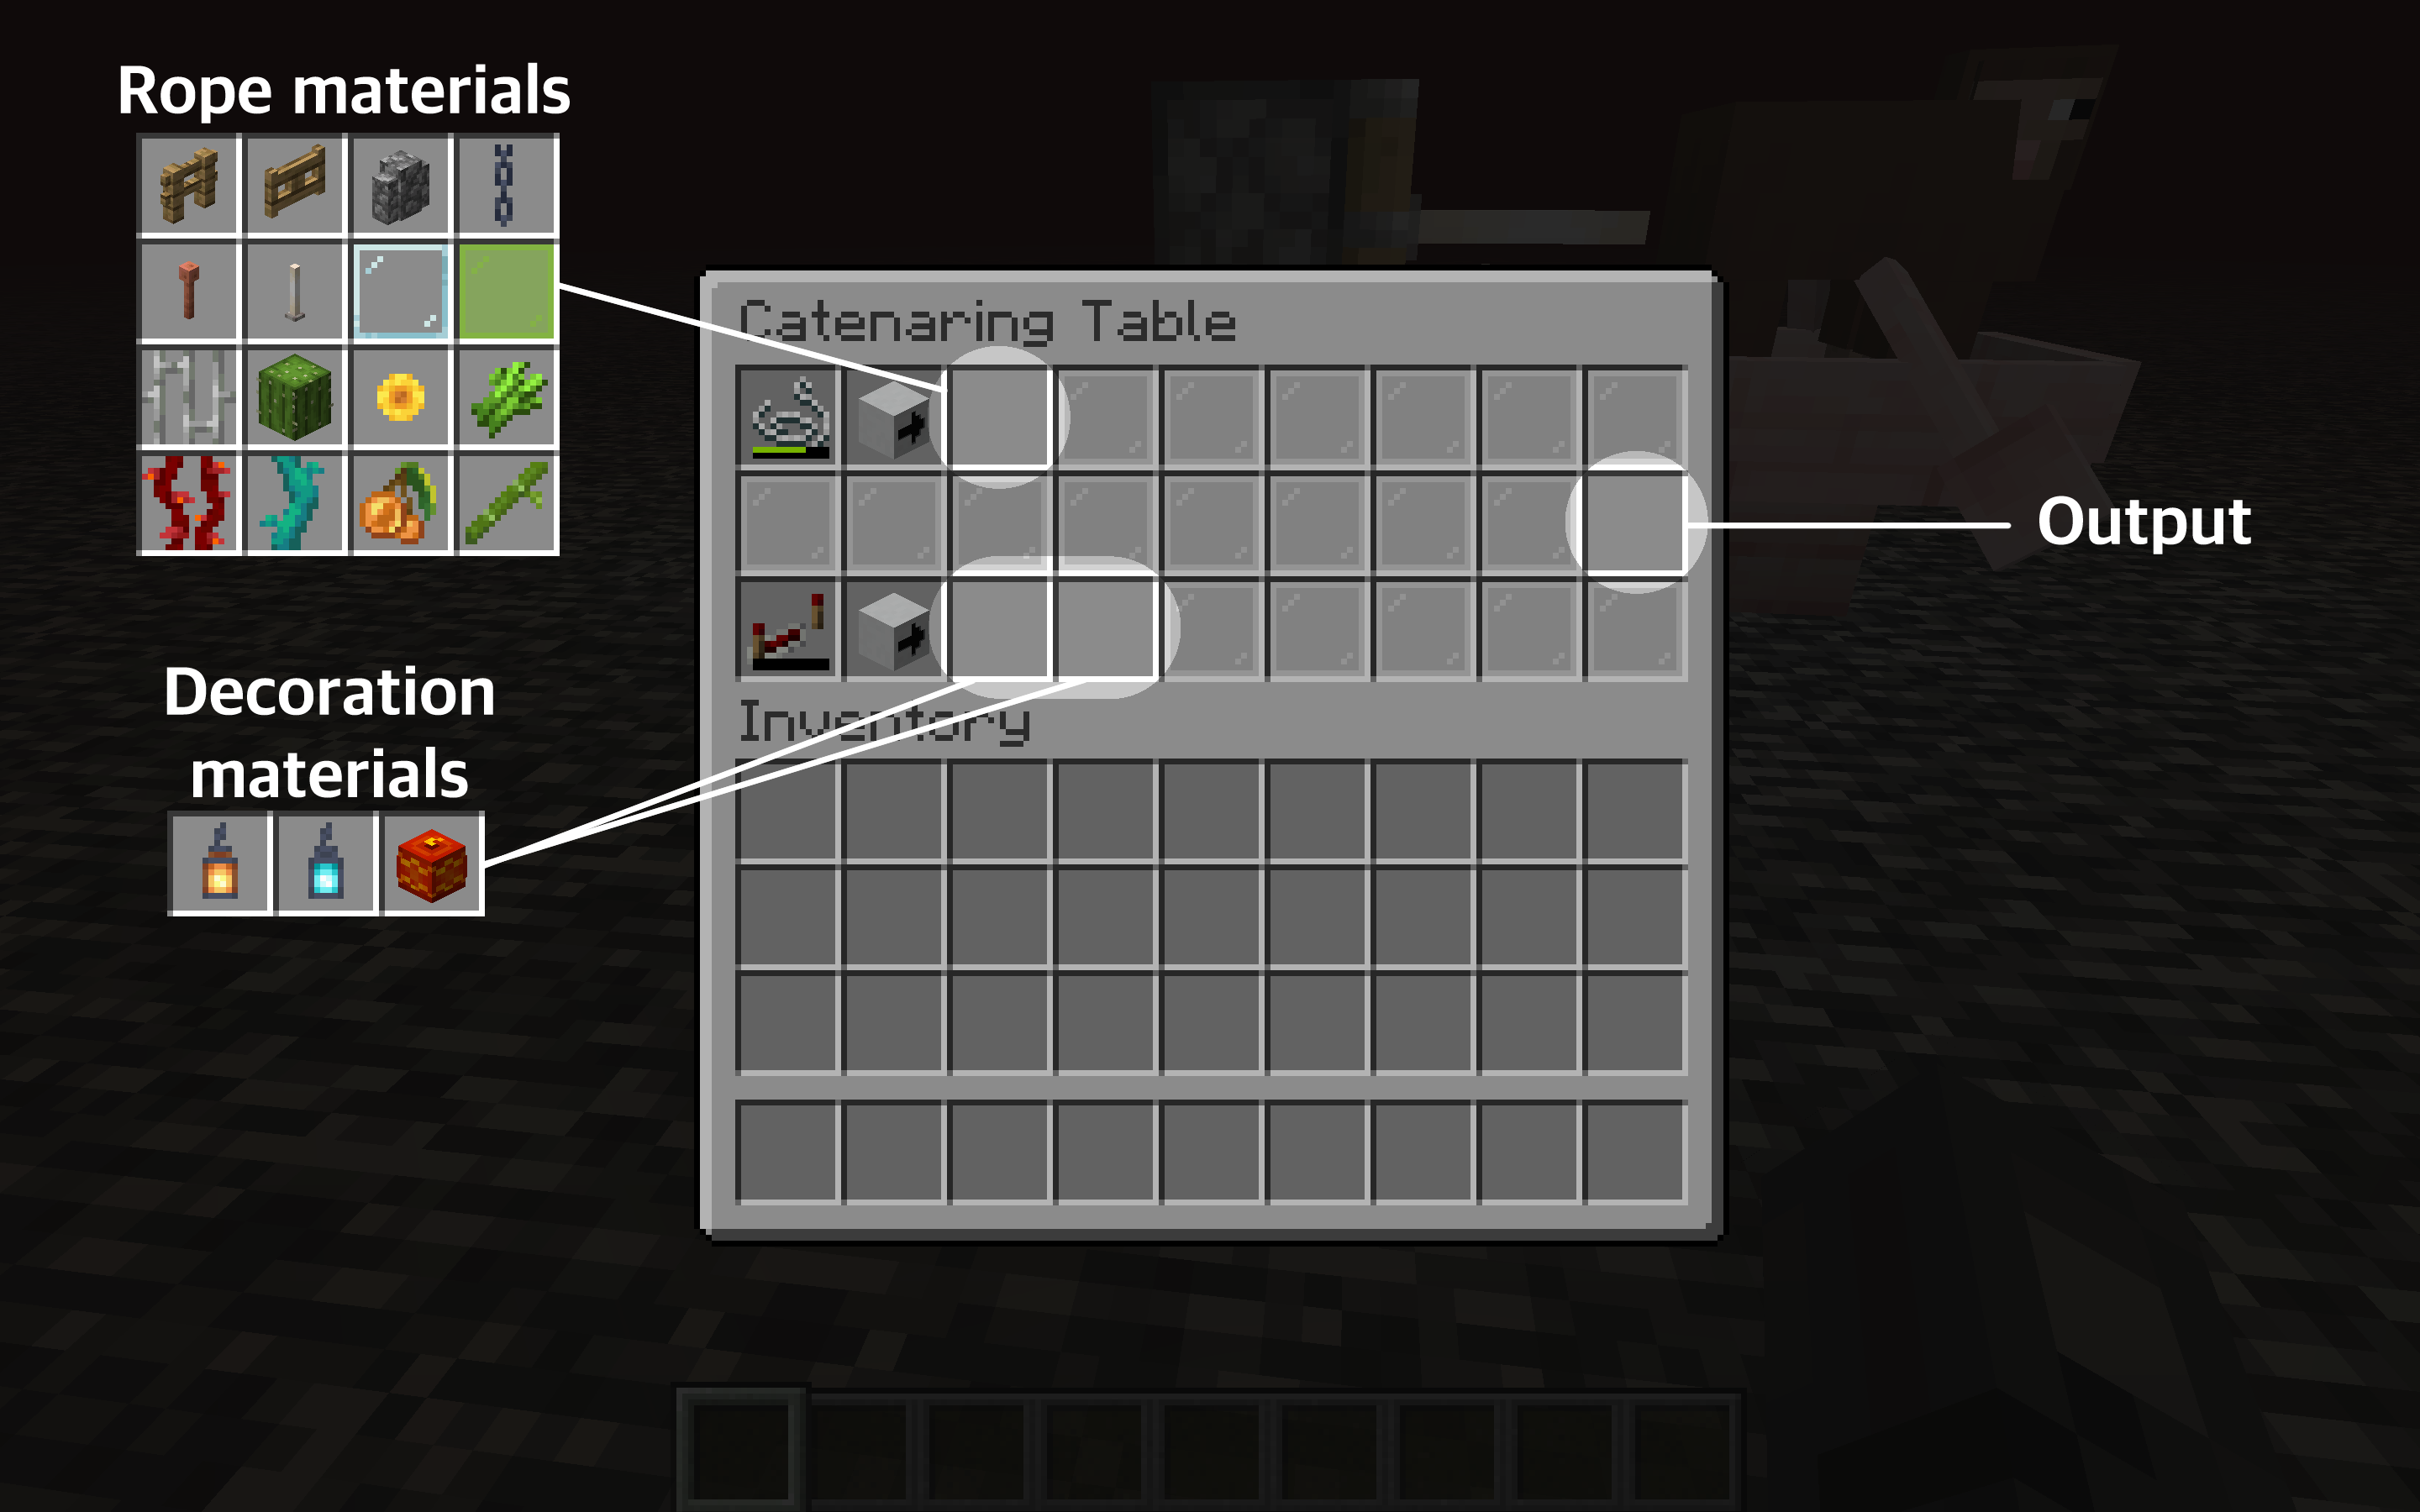 Rope materials
Catenaring Table
Output
Decoration
materials
Inventory